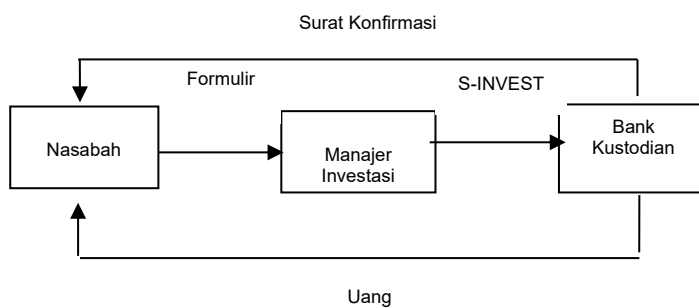 Surat Konfirmasi
Formulir
S-INVEST
Nasabah
Manajer
Investasi
Bank
Kustodian
Uang